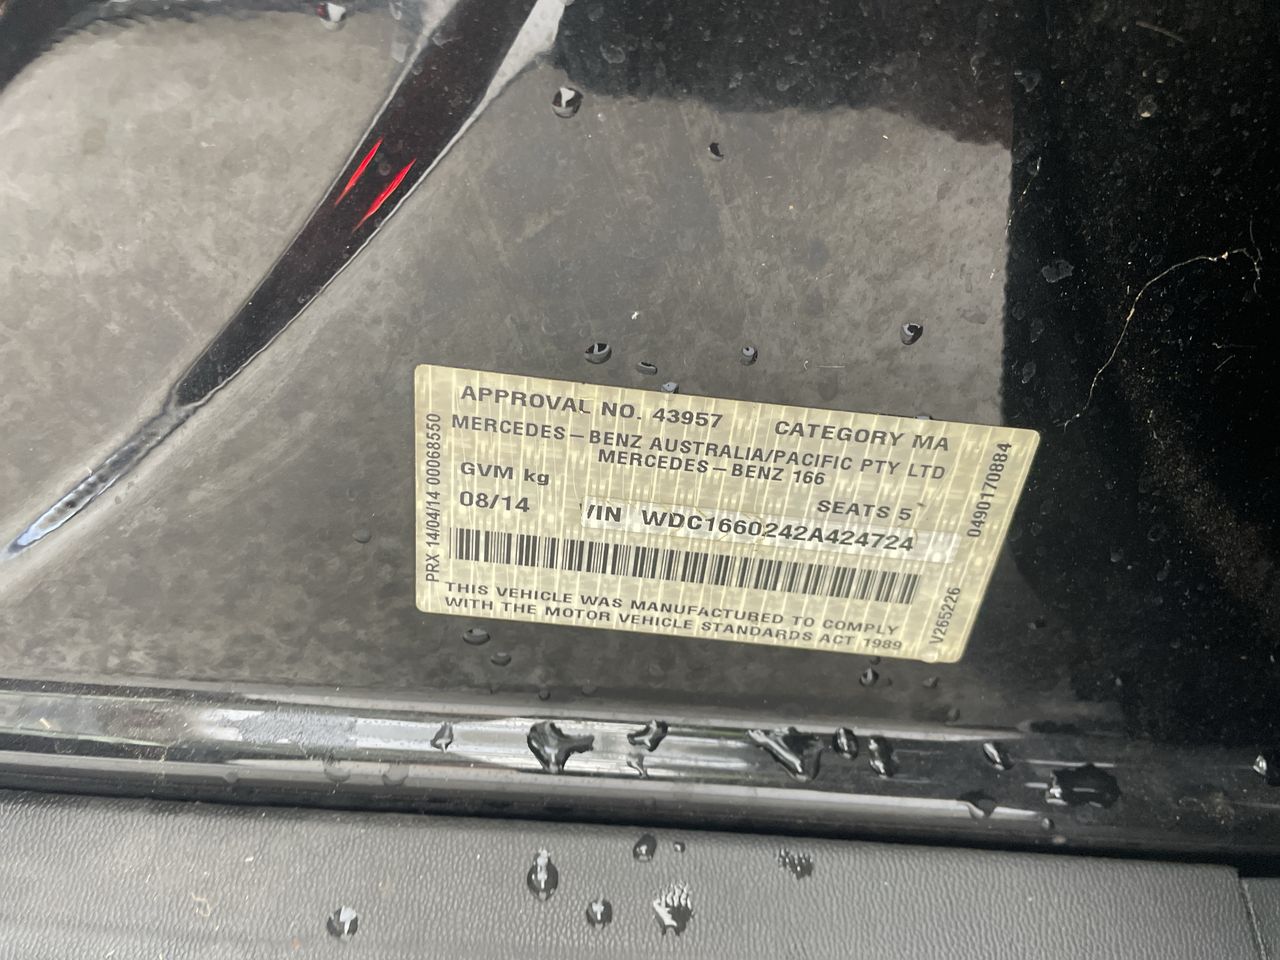 APPROVAL NO. 43957 CATEGORY MA
MERCEDES-BENZ AUSTRALIA/PACIFIC PTY LTD
MERCEDES-BENZ 166
GVM kg SEATS 5
08/14 VIN WDC1660242A424724
THIS VEHICLE WAS MANUFACTURED TO COMPLY
WITH THE MOTOR VEHICLE STANDARDS ACT 1989
PRX 14/04/14 00068550
0490170884
V265226